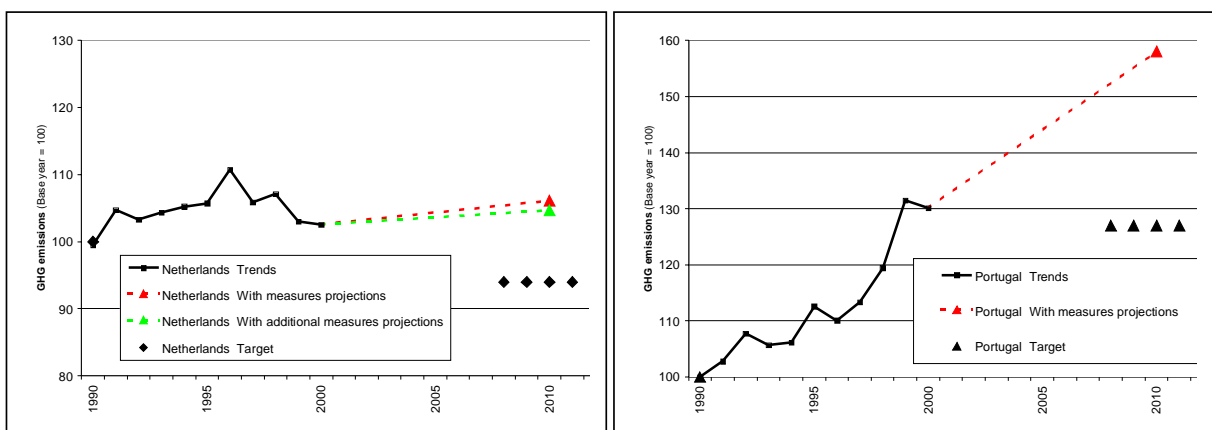 130
120
110
100
90
80
GHG emissions (Base year = 100)
Netherlands Trends
Netherlands With measures projections
Netherlands With additional measures projections
Netherlands Target
1990
1995
2000
2005
2010
160
150
140
130
120
110
100
GHG emissions (Base year = 100)
Portugal Trends
Portugal With measures projections
Portugal Target
1990
1995
2000
2005
2010